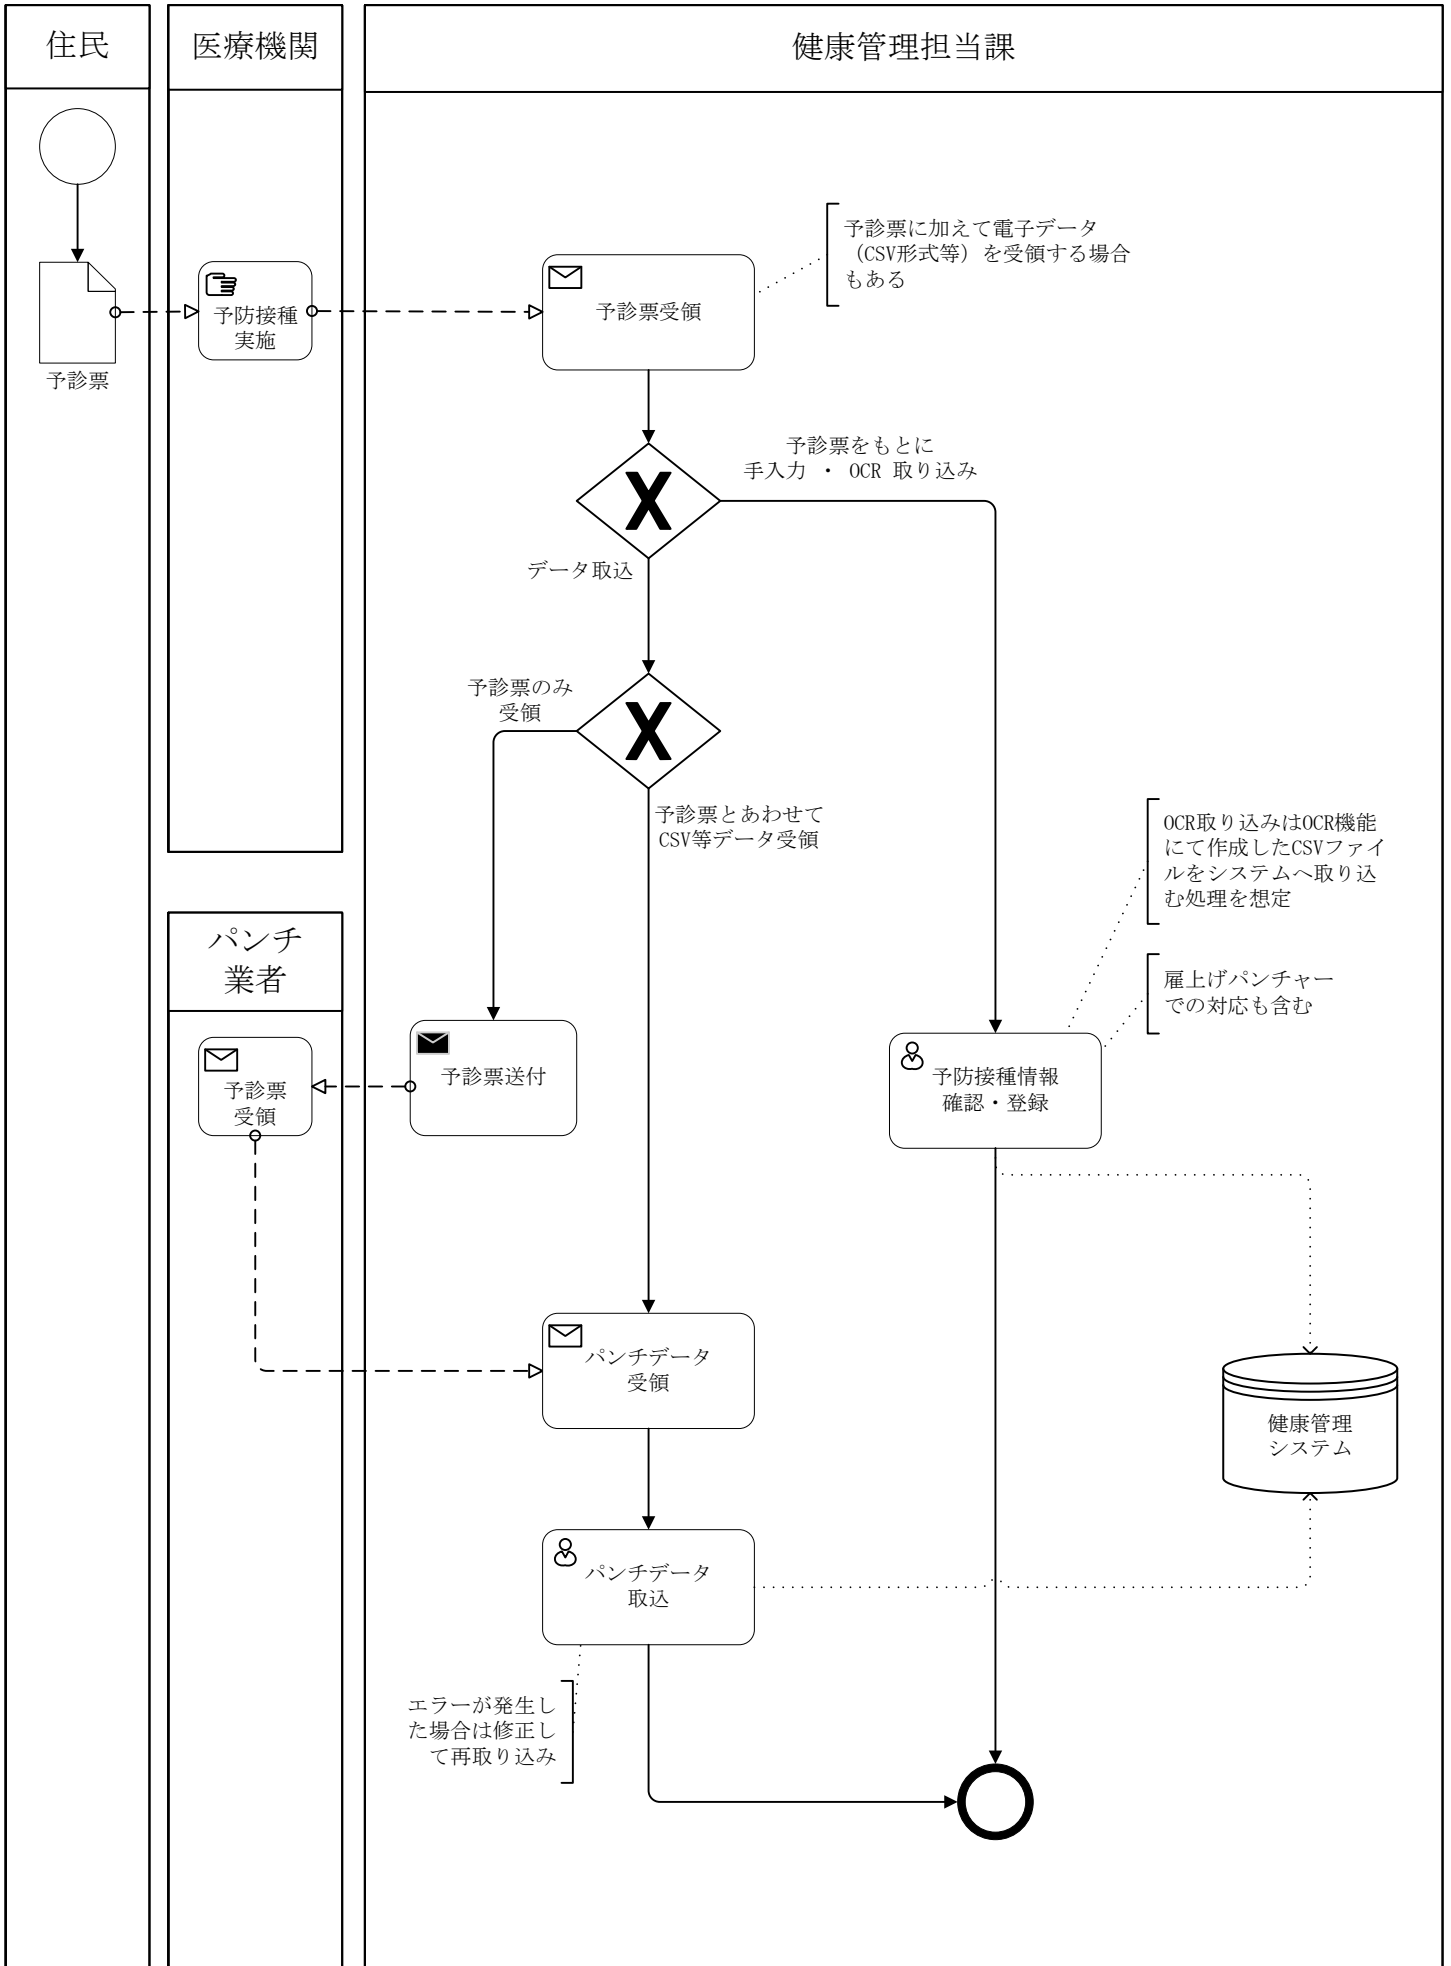 住民
医療機関
健康管理担当課
予診票に加えて電子データ
（CSV形式等）を受領する場合
もある
予防接種
実施
予診票受領
予診票
予診票をもとに
手入力 ・ OCR 取り込み
データ取込
予診票のみ
受領
予診票とあわせて
CSV等データ受領
OCR取り込みはOCR機能
にて作成したCSVファイ
ルをシステムへ取り込
む処理を想定
パンチ
業者
雇上げパンチャー
での対応も含む
予診票
受領
予診票送付
予防接種情報
確認・登録
パンチデータ
受領
健康管理
システム
パンチデータ
取込
エラーが発生し
た場合は修正し
て再取り込み